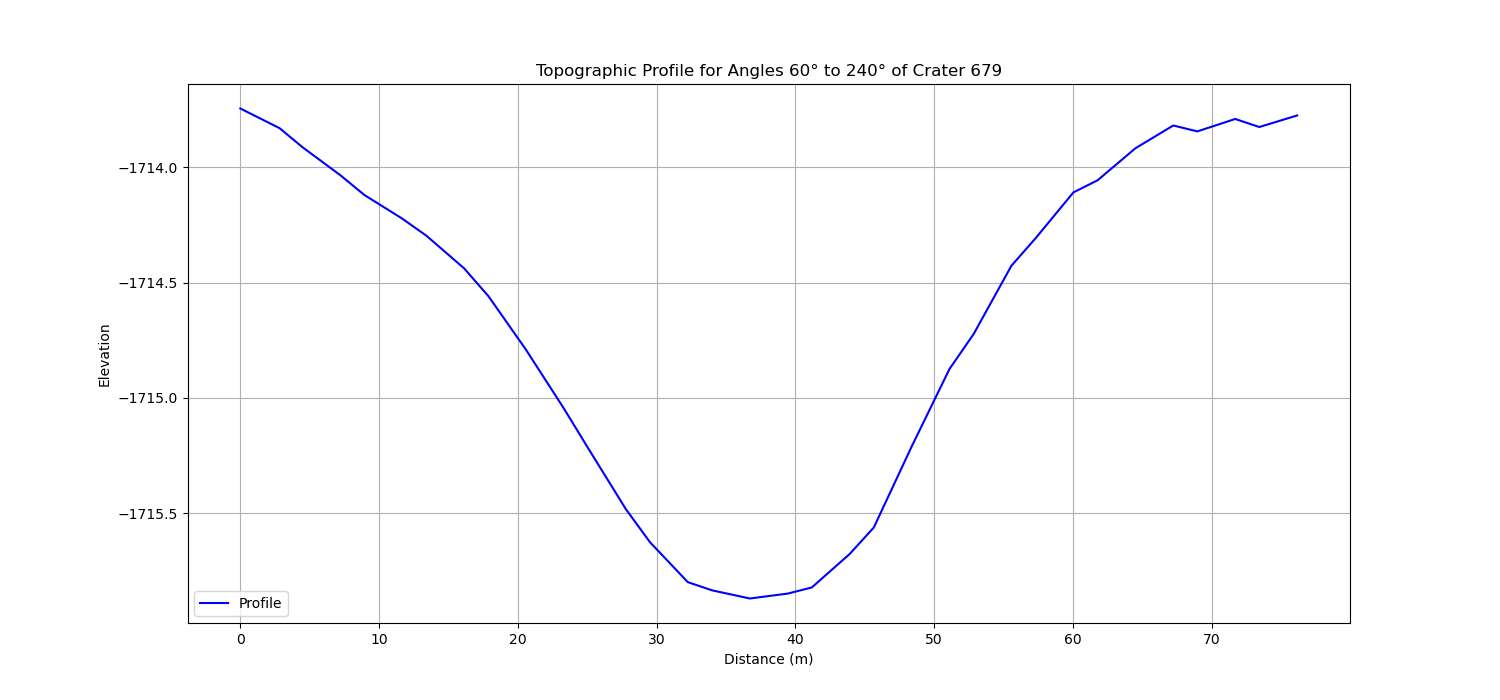 Topographic Profile for Angles 60° to 240° of Crater 679
−1714.0
−1714.5
−1715.0
−1715.5
Elevation
Profile
0 10 20 30 40 50 60 70
Distance (m)